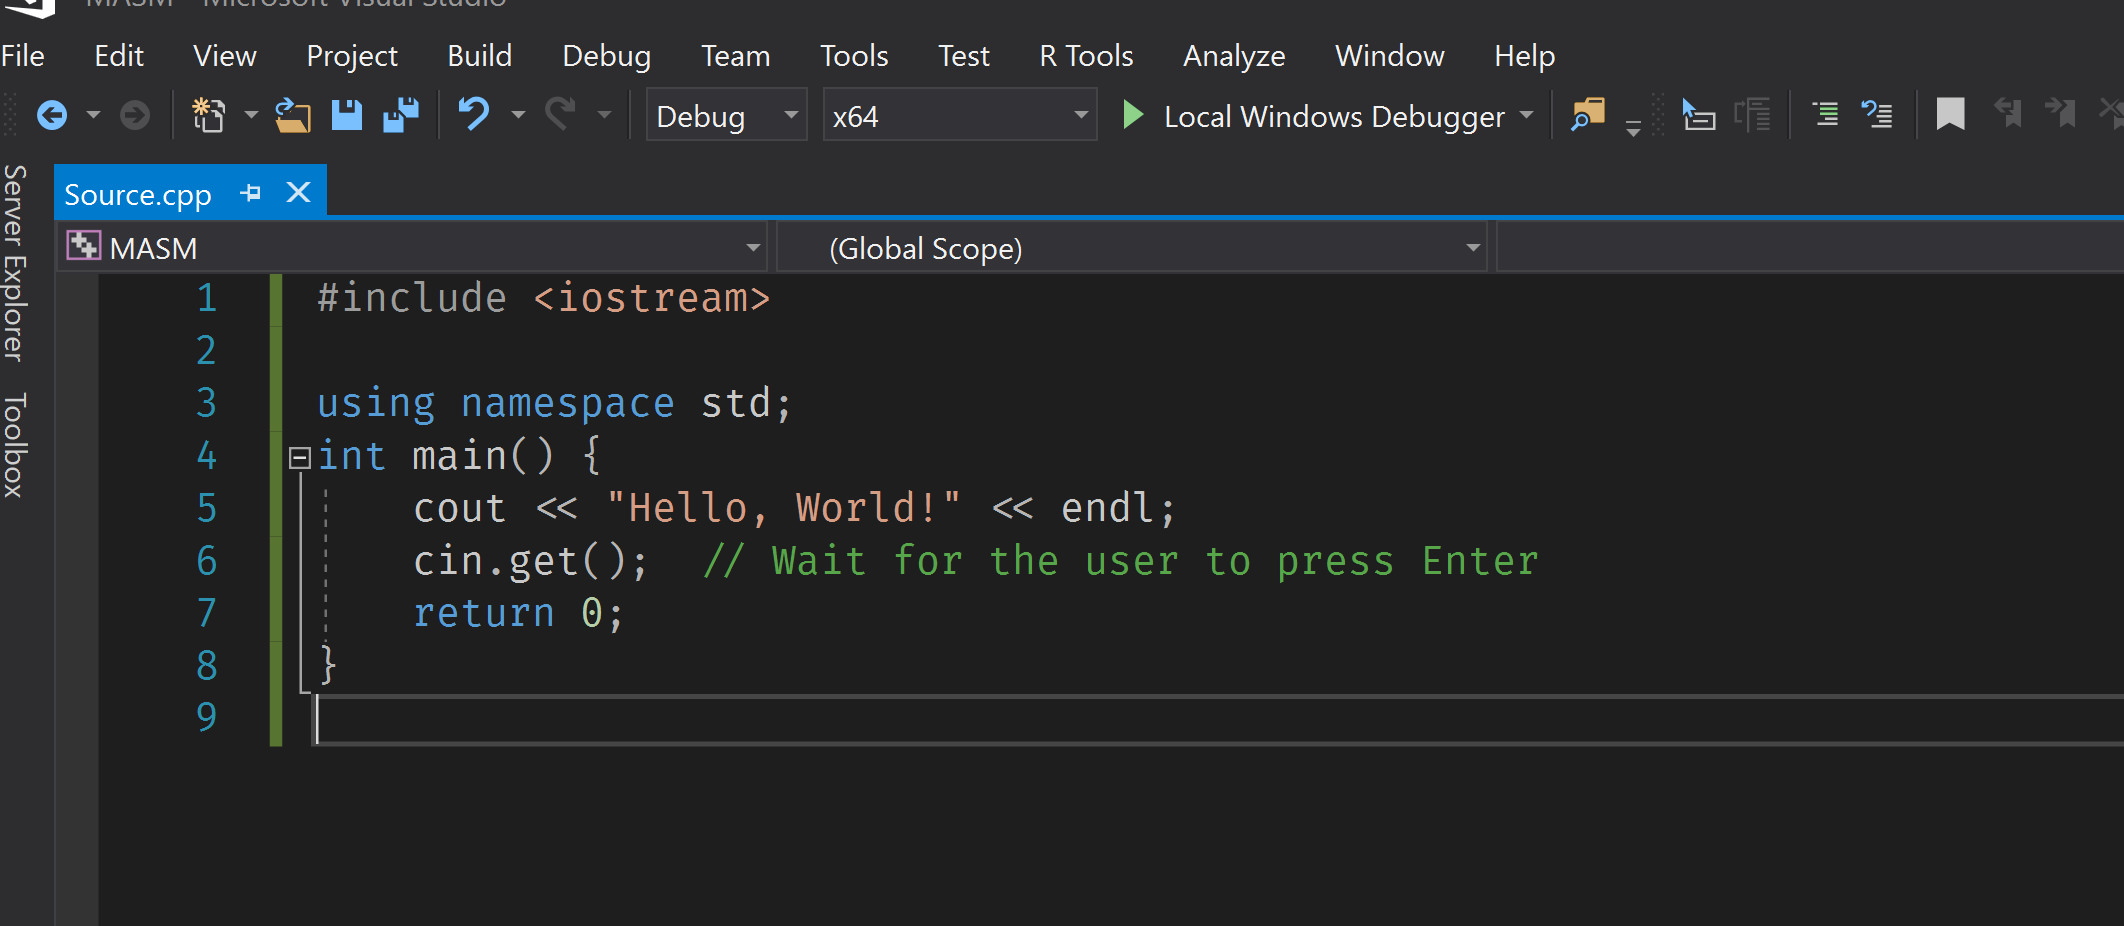 MASM - Microsoft Visual Studio
File Edit View Project Build Debug Team Tools Test R Tools Analyze Window Help
Debug x64 Local Windows Debugger
Server Explorer
Toolbox
Source.cpp
MASM (Global Scope)
1 #include <iostream>
2
3 using namespace std;
4 int main() {
5 cout << "Hello, World!" << endl;
6 cin.get(); // Wait for the user to press Enter
7 return 0;
8 }
9